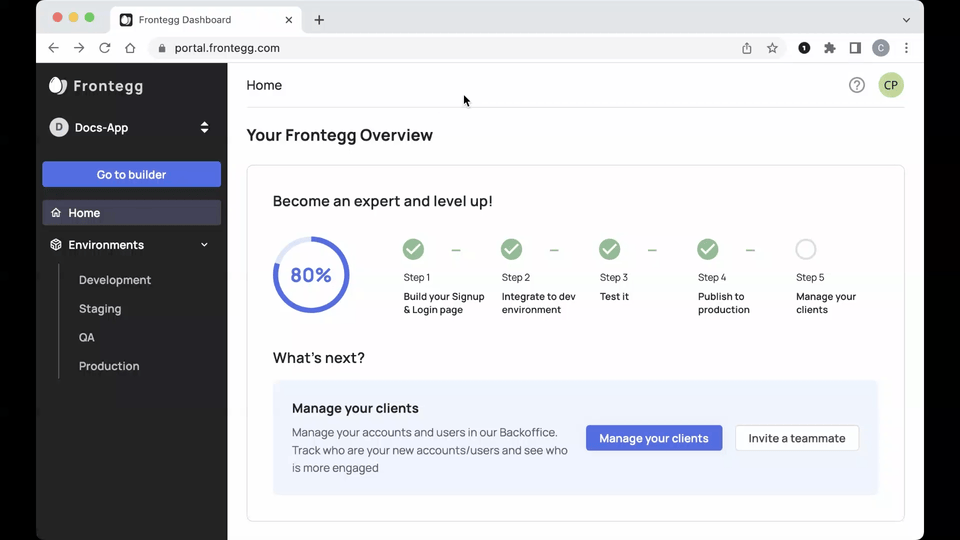 Frontegg Dashboard
portal.frontegg.com
1
C
Frontegg
D Docs-App
Go to builder
Home
Environments
Development
Staging
QA
Production
Home
?
CP
Your Frontegg Overview
Become an expert and level up!
80%
Step 1
Build your Signup
& Login page
Step 2
Integrate to dev
environment
Step 3
Test it
Step 4
Publish to
production
Step 5
Manage your
clients
What's next?
Manage your clients
Manage your accounts and users in our Backoffice.
Track who are your new accounts/users and see who
is more engaged
Manage your clients
Invite a teammate